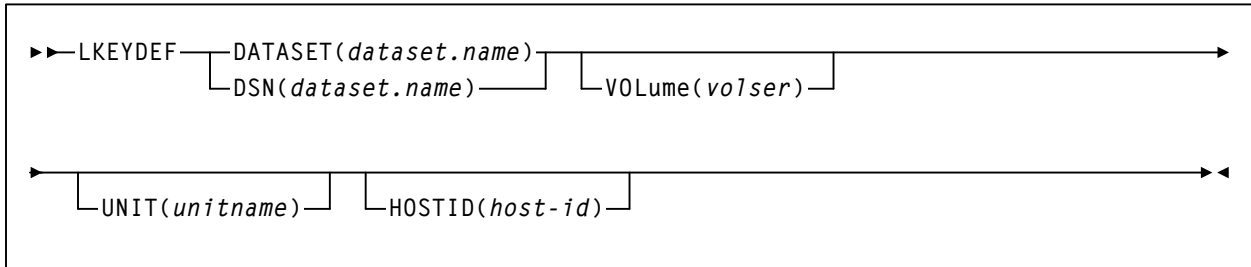 LKEYDEF DATASET(dataset.name)
DSN(dataset.name) VOLume(volser)
UNIT(unitname) HOSTID(host-id)